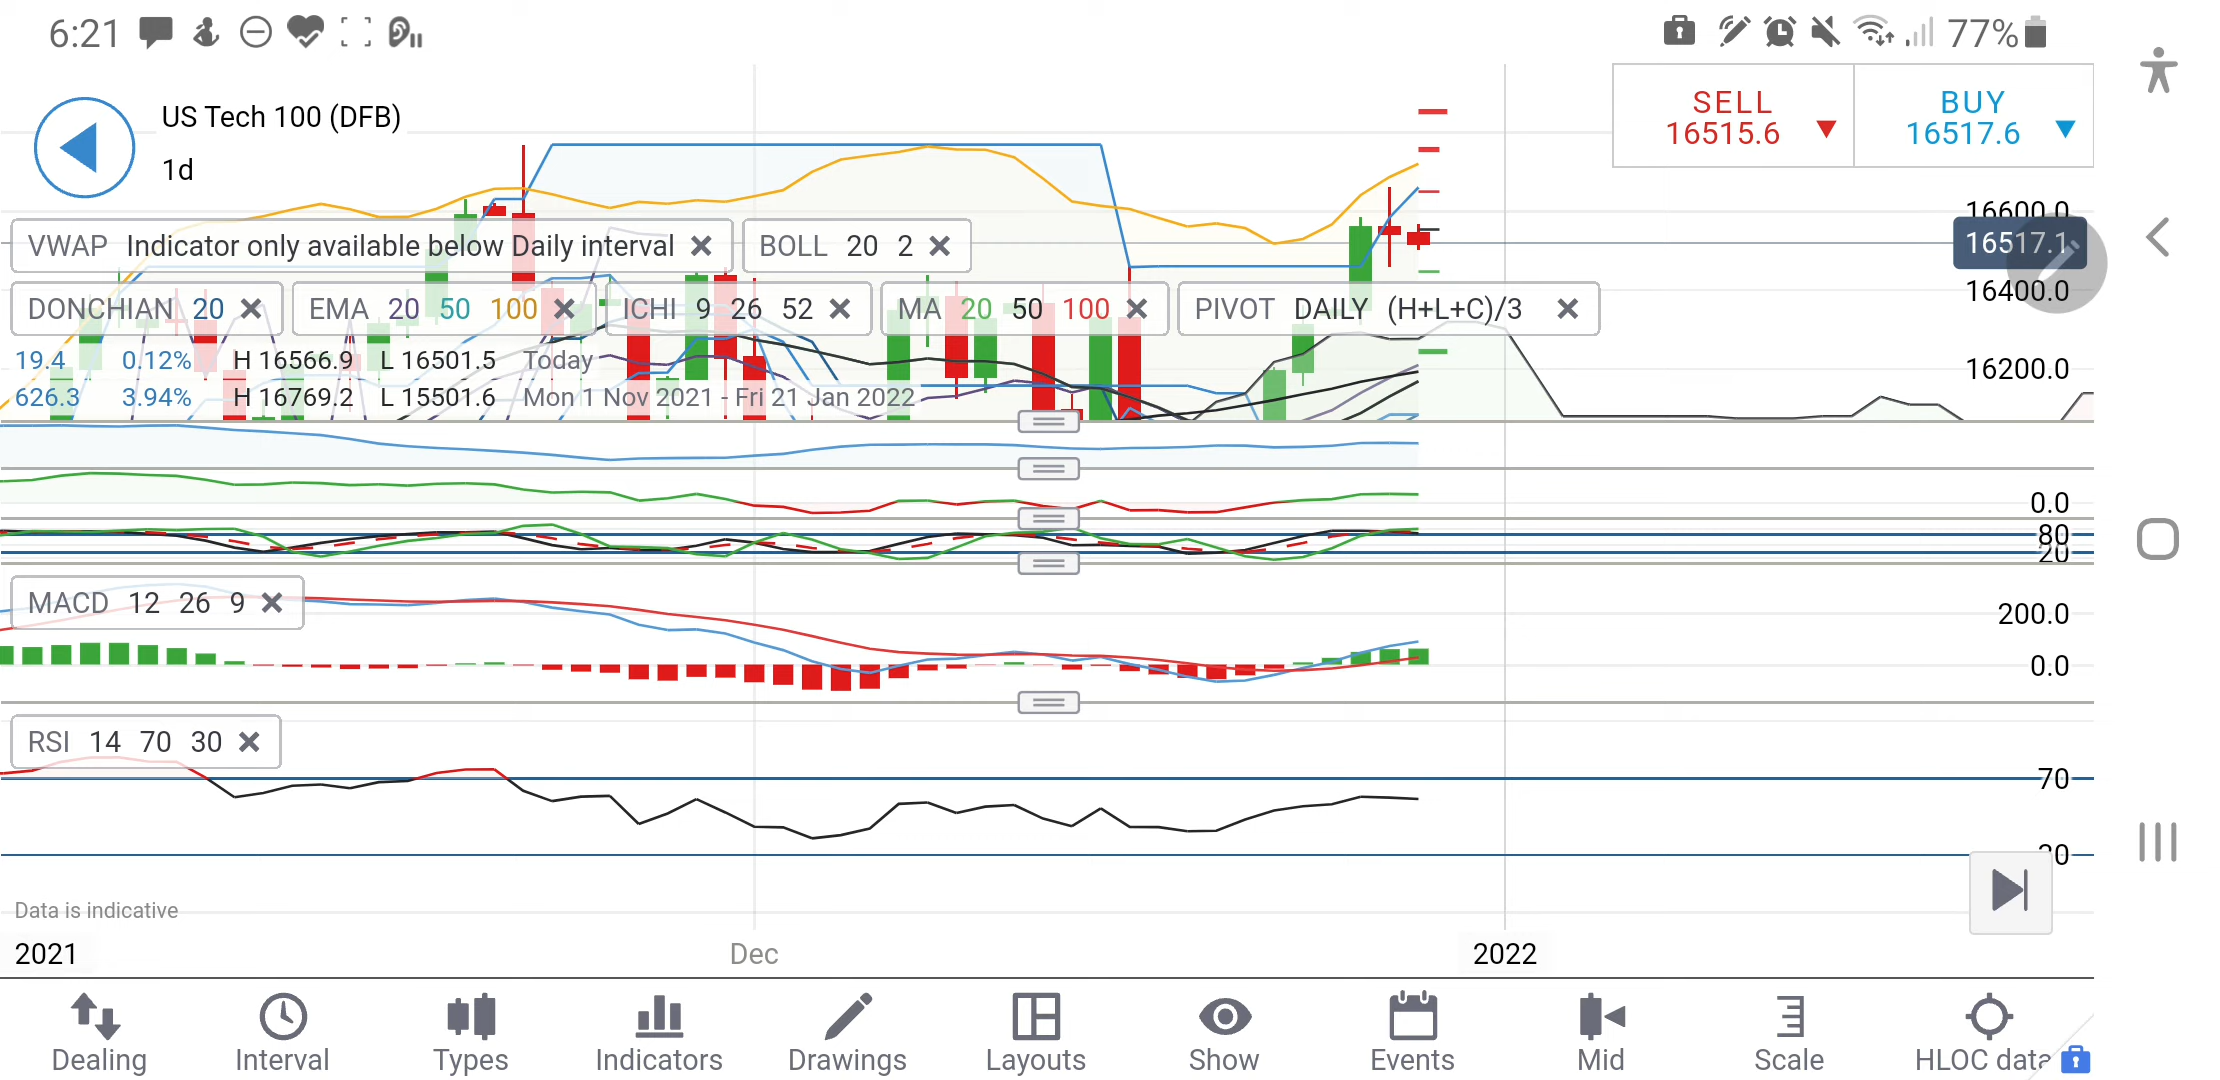 6:21
77%
US Tech 100 (DFB)
1d
SELL
16515.6
BUY
16517.6
16600.0
16517.1
16400.0
16200.0
VWAP Indicator only available below Daily interval
BOLL 20 2
DONCHIAN 20
EMA 20 50 100
ICHI 9 26 52
MA 20 50 100
PIVOT DAILY (H+L+C)/3
19.4 0.12% H 16566.9 L 16501.5 Today
626.3 3.94% H 16769.2 L 15501.6 Mon 1 Nov 2021 - Fri 21 Jan 2022
0.0
80
20
MACD 12 26 9
200.0
0.0
RSI 14 70 30
70
30
Data is indicative
2021 Dec 2022
Dealing Interval Types Indicators Drawings Layouts Show Events Mid Scale HLOC data